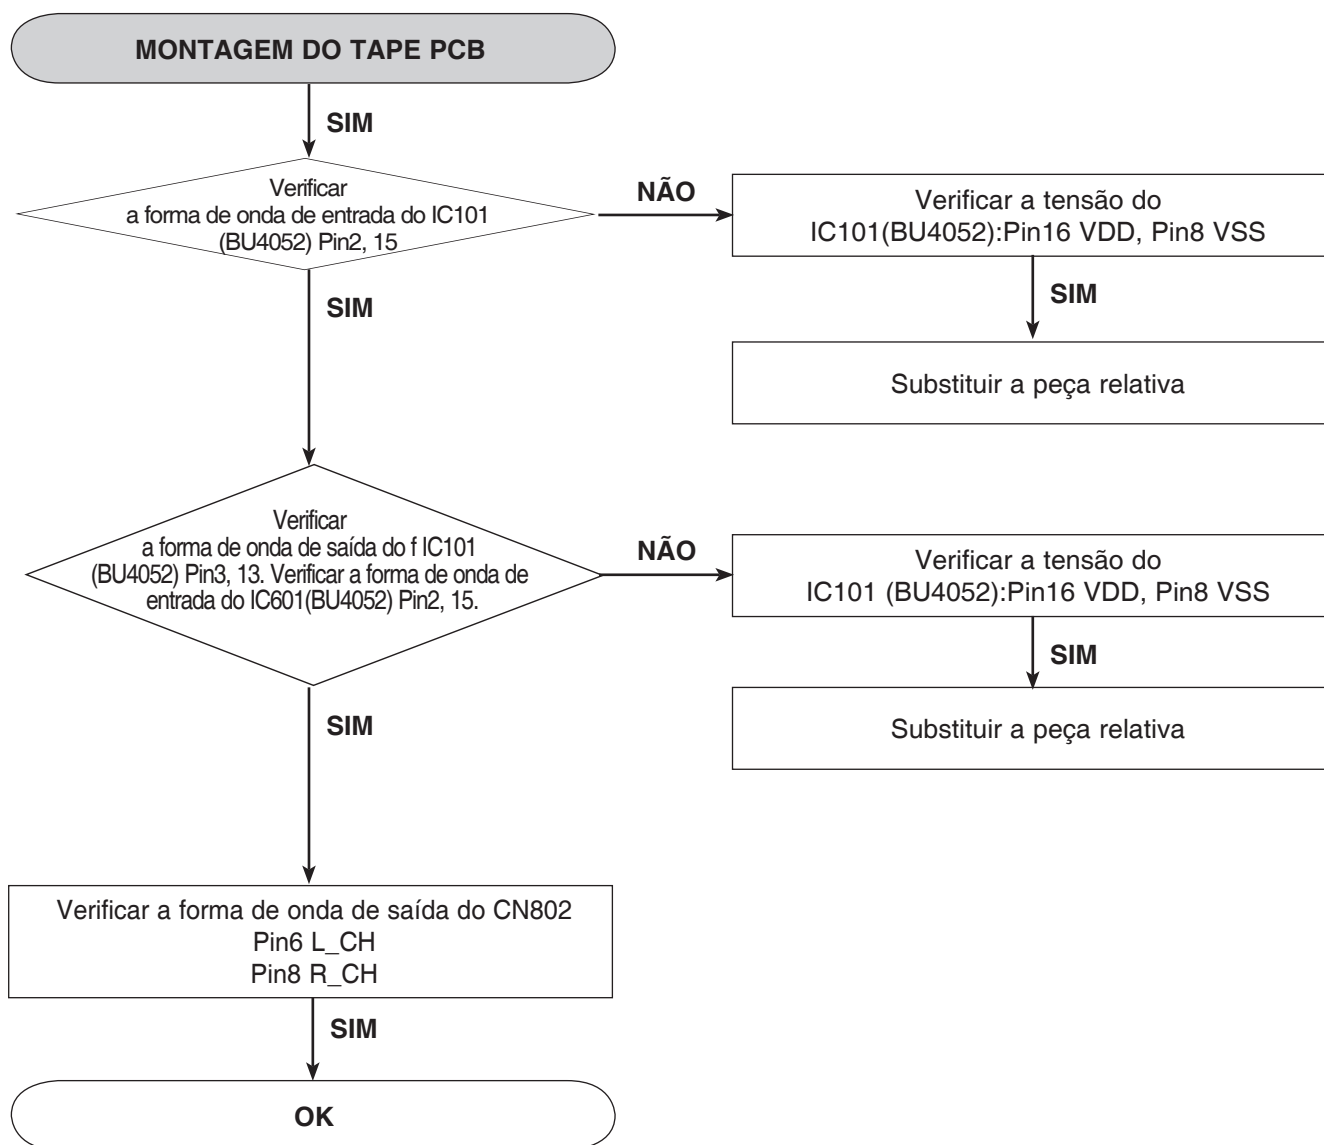 MONTAGEM DO TAPE PCB
SIM
Verificar
a forma de onda de entrada do IC101
(BU4052) Pin2, 15
NÃO
Verificar a tensão do
IC101(BU4052):Pin16 VDD, Pin8 VSS
SIM
SIM
Substituir a peça relativa
Verificar
a forma de onda de saída do f IC101
(BU4052) Pin3, 13. Verificar a forma de onda de
entrada do IC601(BU4052) Pin2, 15.
NÃO
Verificar a tensão do
IC101 (BU4052):Pin16 VDD, Pin8 VSS
SIM
SIM
Substituir a peça relativa
Verificar a forma de onda de saída do CN802
Pin6 L_CH
Pin8 R_CH
SIM
OK